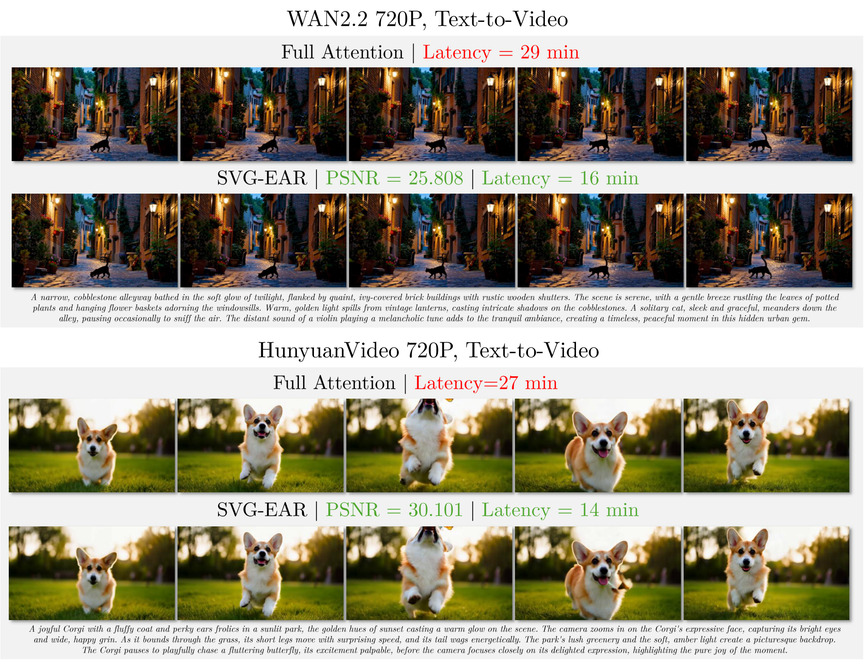 WAN2.2 720P, Text-to-Video
Full Attention | Latency = 29 min
SVG-EAR | PSNR = 25.808 | Latency = 16 min
A narrow, cobblestone alleyway bathed in the soft glow of twilight, flanked by quaint, ivy-covered brick buildings with rustic wooden shutters. The scene is serene, with a gentle breeze rustling the leaves of potted
plants and hanging flower baskets adorning the windowsills. Warm, golden light spills from vintage lanterns, casting intricate shadows on the cobblestones. A solitary cat, sleek and graceful, meanders down the
alley, pausing occasionally to sniff the air. The distant sound of a violin playing a melancholic tune adds to the tranquil ambiance, creating a timeless, peaceful moment in this hidden urban gem.
HunyuanVideo 720P, Text-to-Video
Full Attention | Latency=27 min
SVG-EAR | PSNR = 30.101 | Latency = 14 min
A joyful Corgi with a fluffy coat and perky ears frolics in a sunlit park, the golden hues of sunset casting a warm glow on the scene. The camera zooms in on the Corgi's expressive face, capturing its bright eyes
and wide, happy grin. As it bounds through the grass, its short legs move with surprising speed, and its tail wags energetically. The park's lush greenery and the soft, amber light create a picturesque backdrop.
The Corgi pauses to playfully chase a fluttering butterfly, its excitement palpable, before the camera focuses closely on its delighted expression, highlighting the pure joy of the moment.